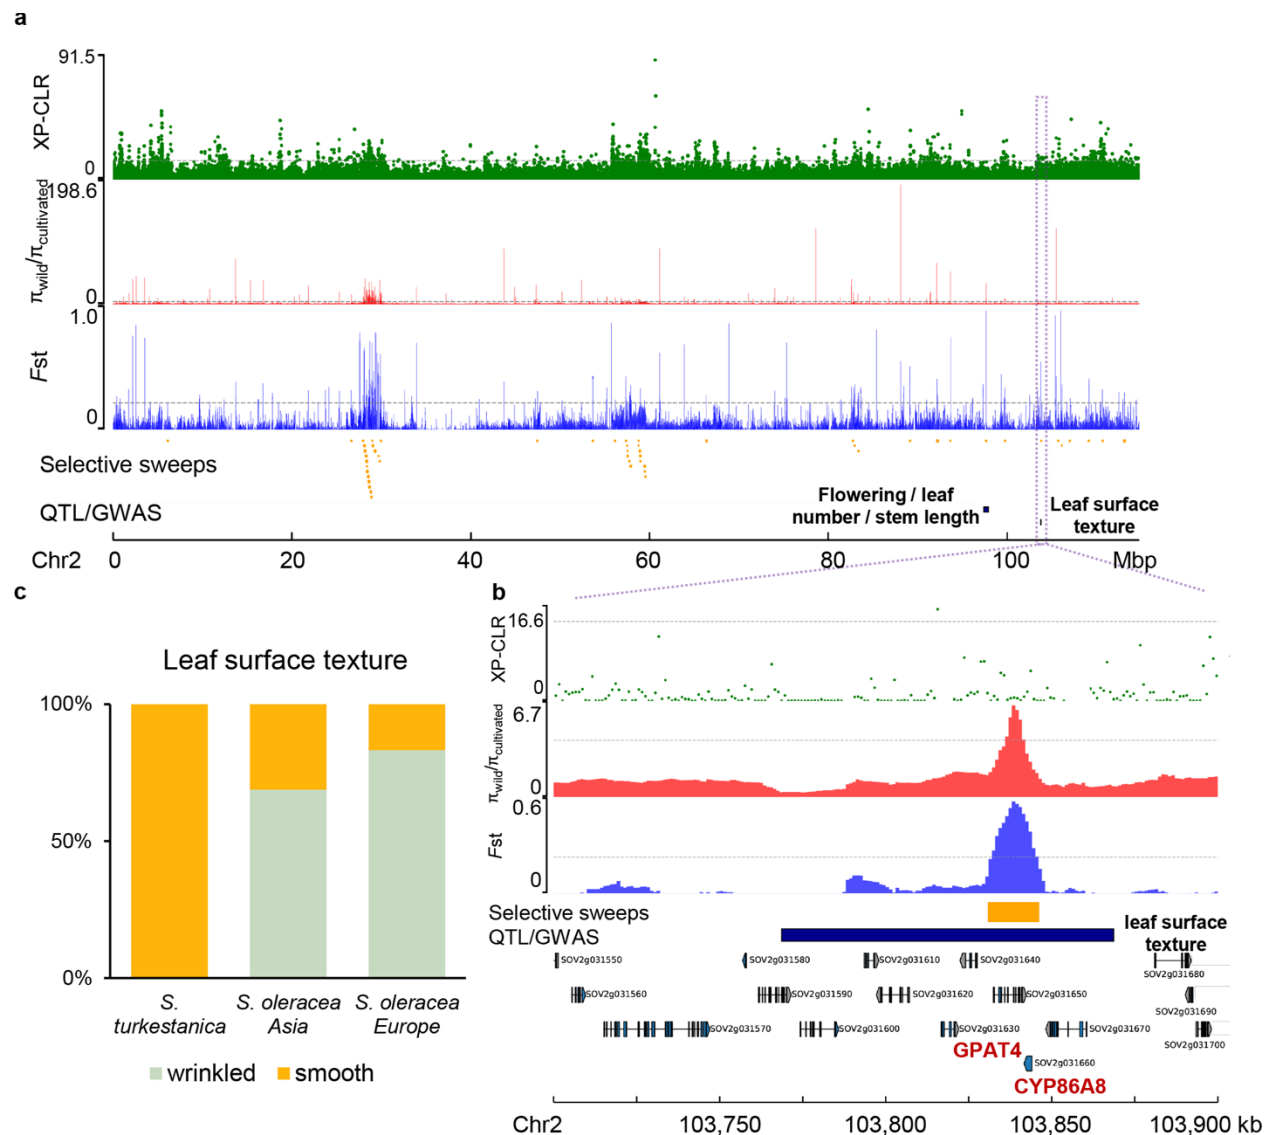 a
91.5
XP-CLR
0
198.6
πwild/πcultivated
0
1.0
Fst
0
Selective sweeps
QTL/GWAS
Flowering / leaf
number / stem length
Leaf surface
texture
Chr2
0
20
40
60
80
100
Mbp
c
Leaf surface texture
100%
50%
0%
S.
turkestanica
S. oleracea
Asia
S. oleracea
Europe
wrinkled
smooth
b
16.6
XP-CLR
0
6.7
πwild/πcultivated
0
0.6
Fst
0
Selective sweeps
QTL/GWAS
leaf surface
texture
SOV2g031550
SOV2g031580
SOV2g031610
SOV2g031640
SOV2g031680
SOV2g031560
SOV2g031590
SOV2g031620
SOV2g031650
SOV2g031690
SOV2g031570
SOV2g031600
SOV2g031630
SOV2g031670
SOV2g031700
GPAT4
SOV2g031660
CYP86A8
Chr2
103,750
103,800
103,850
103,900 kb